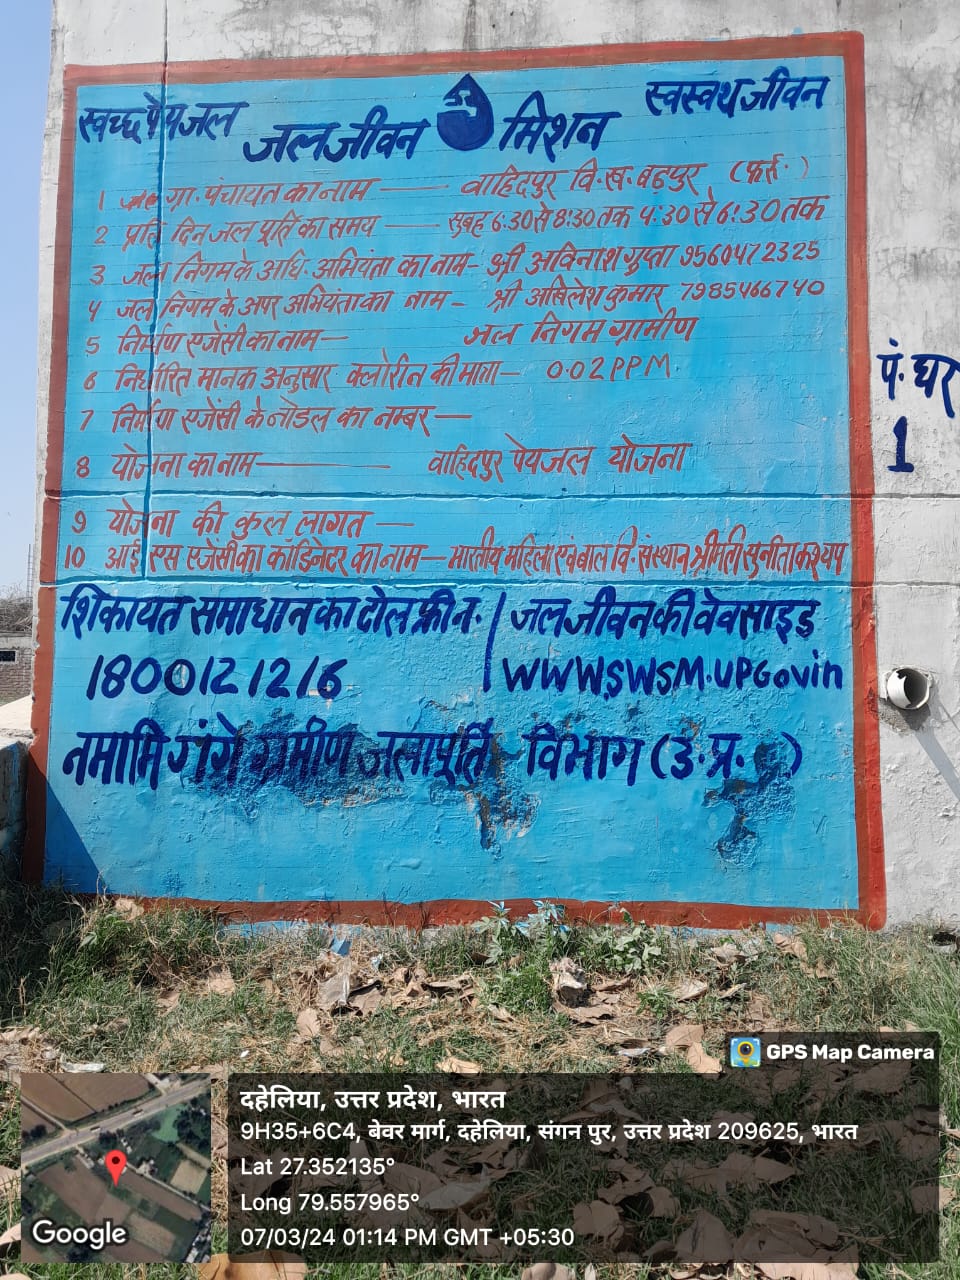 स्वच्छ पेयजल
स्वस्वथ जीवन
जल जीवन मिशन
1 ग्रा. पंचायत का नाम — वाहिदपुर वि.ख. बढ़पुर (फर्रु.)
2 प्रति दिन जल पूर्ति का समय — सुबह 6:30 से 8:30 तक 4:30 से 6:30 तक
3 जल निगम के अधि. अभियंता का नाम - श्री अविनाश गुप्ता 9560472325
4 जल निगम के अपर अभियंता का नाम - श्री अखिलेश कुमार 7985466740
5 निर्माण एजेंसी का नाम — जल निगम ग्रामीण
6 निर्धारित मानक अनुसार क्लोरीन की मात्रा — 0.02 PPM
7 निर्माण एजेंसी के नोडल का नम्बर —
8 योजना का नाम — वाहिदपुर पेयजल योजना
9 योजना की कुल लागत —
10 आई एस एजेंसी का कॉडिनेटर का नाम — भारतीय महिला एवं बाल वि. संस्थान श्रीमती सुनीता कश्यप
शिकायत समाधान का टोल फ्री न. / जल जीवन की वेवसाइड
1800121216 / WWW.SWSM.UPGovin
नमामि गंगे ग्रामीण जलापूर्ति विभाग (उ.प्र.)
पं. घर
1
GPS Map Camera
दहेलिया, उत्तर प्रदेश, भारत
9H35+6C4, बेवर मार्ग, दहेलिया, संगन पुर, उत्तर प्रदेश 209625, भारत
Lat 27.352135°
Long 79.557965°
07/03/24 01:14 PM GMT +05:30
Google